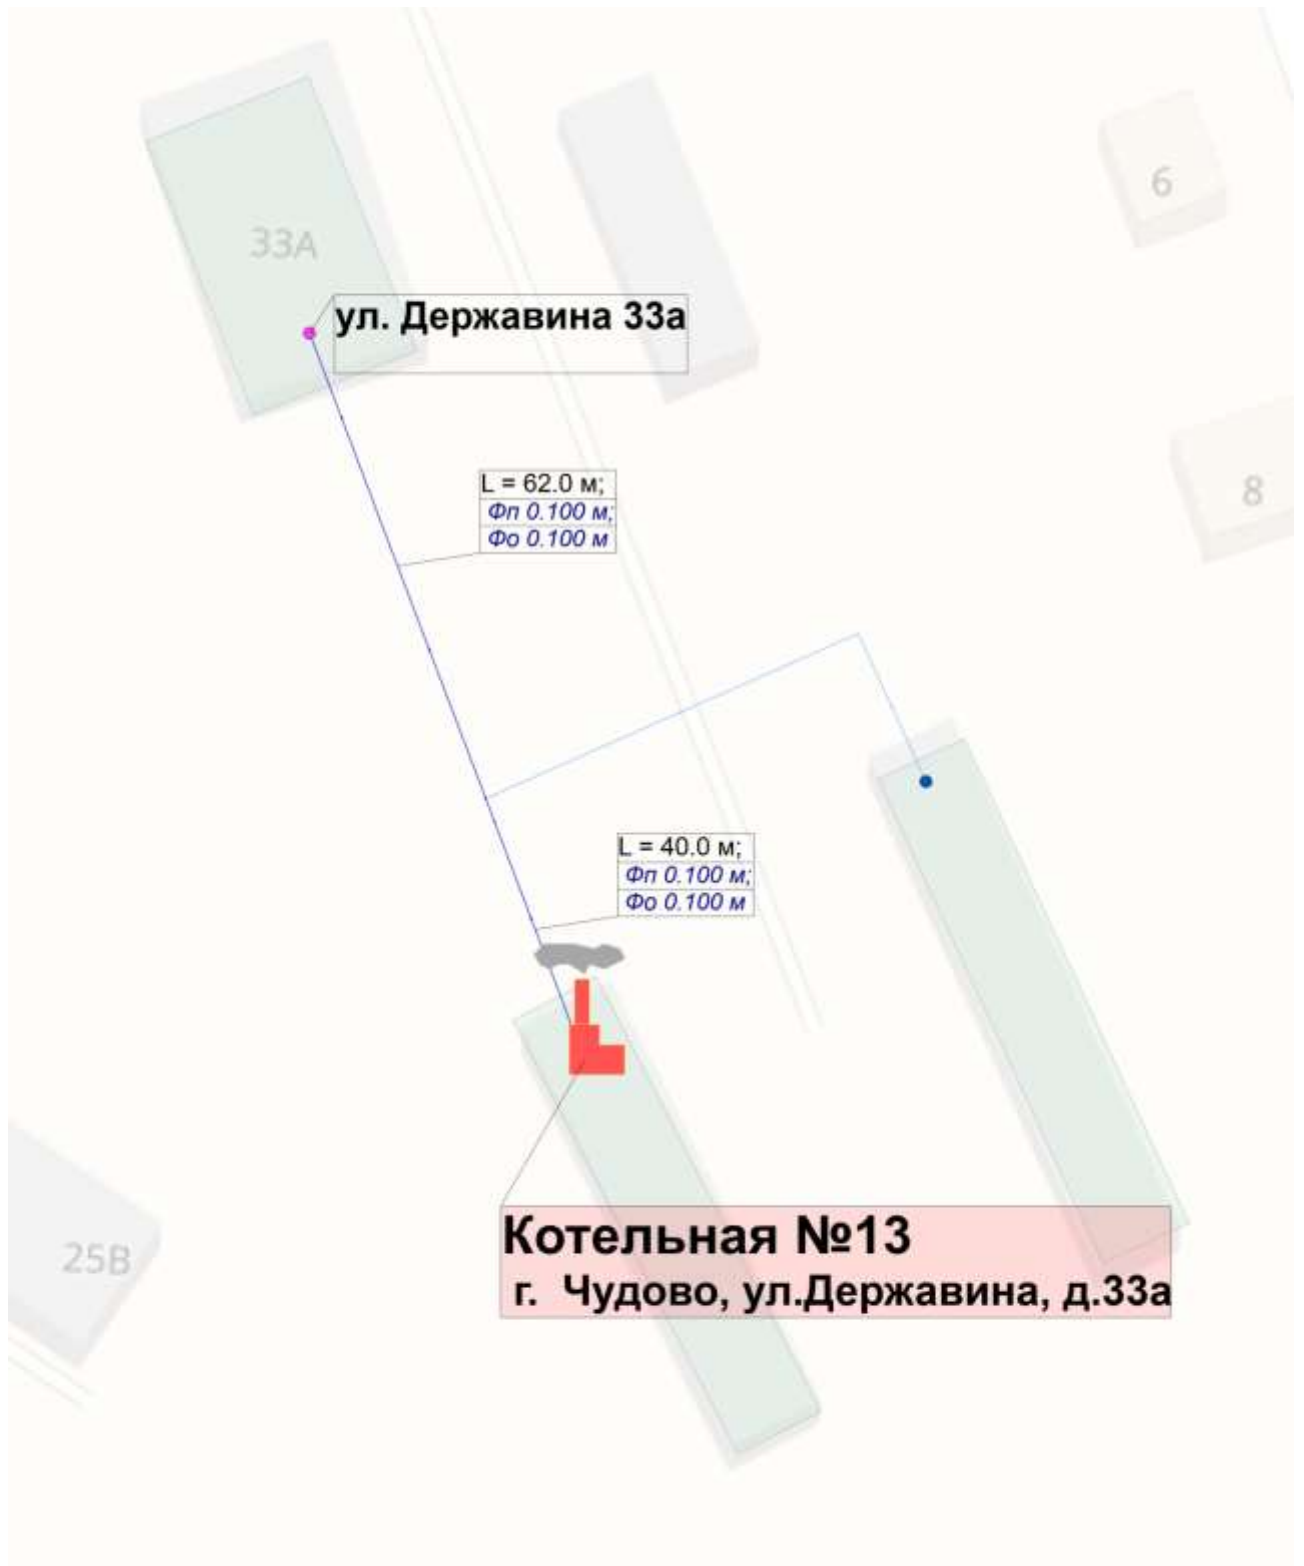 6
33А
ул. Державина 33а
L = 62.0 м;
Фп 0.100 м;
Фо 0.100 м
8
L = 40.0 м;
Фп 0.100 м;
Фо 0.100 м
Котельная №13
г. Чудово, ул.Державина, д.33а
25В